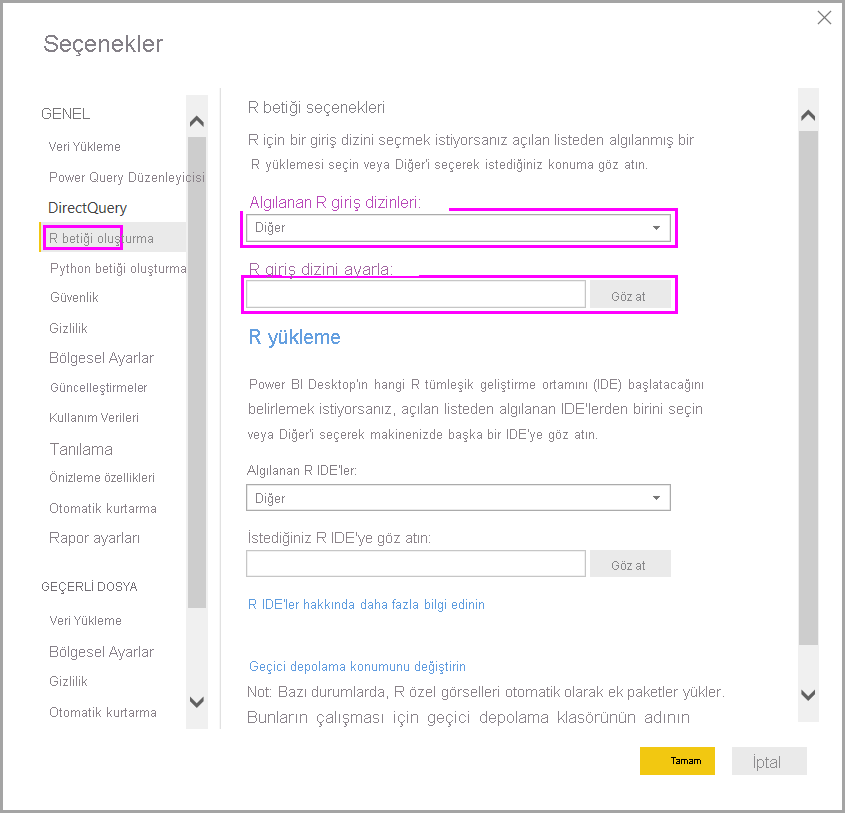 Seçenekler
GENEL
Veri Yükleme
Power Query Düzenleyicisi
DirectQuery
R betiği oluşturma
Python betiği oluşturma
Güvenlik
Gizlilik
Bölgesel Ayarlar
Güncelleştirmeler
Kullanım Verileri
Tanılama
Önizleme özellikleri
Otomatik kurtarma
Rapor ayarları
GEÇERLİ DOSYA
Veri Yükleme
Bölgesel Ayarlar
Gizlilik
Otomatik kurtarma
R betiği seçenekleri
R için bir giriş dizini seçmek istiyorsanız açılan listeden algılanmış bir
R yüklemesi seçin veya Diğer'i seçerek istediğiniz konuma göz atın.
Algılanan R giriş dizinleri:
Diğer
R giriş dizini ayarla:
Göz at
R yükleme
Power BI Desktop'ın hangi R tümleşik geliştirme ortamını (IDE) başlatacağını
belirlemek istiyorsanız, açılan listeden algılanan IDE'lerden birini seçin
veya Diğer'i seçerek makinenizde başka bir IDE'ye göz atın.
Algılanan R IDE'ler:
Diğer
İstediğiniz R IDE'ye göz atın:
Göz at
R IDE'ler hakkında daha fazla bilgi edinin
Geçici depolama konumunu değiştirin
Not: Bazı durumlarda, R özel görselleri otomatik olarak ek paketler yükler.
Bunların çalışması için geçici depolama klasörünün adının
Tamam
İptal